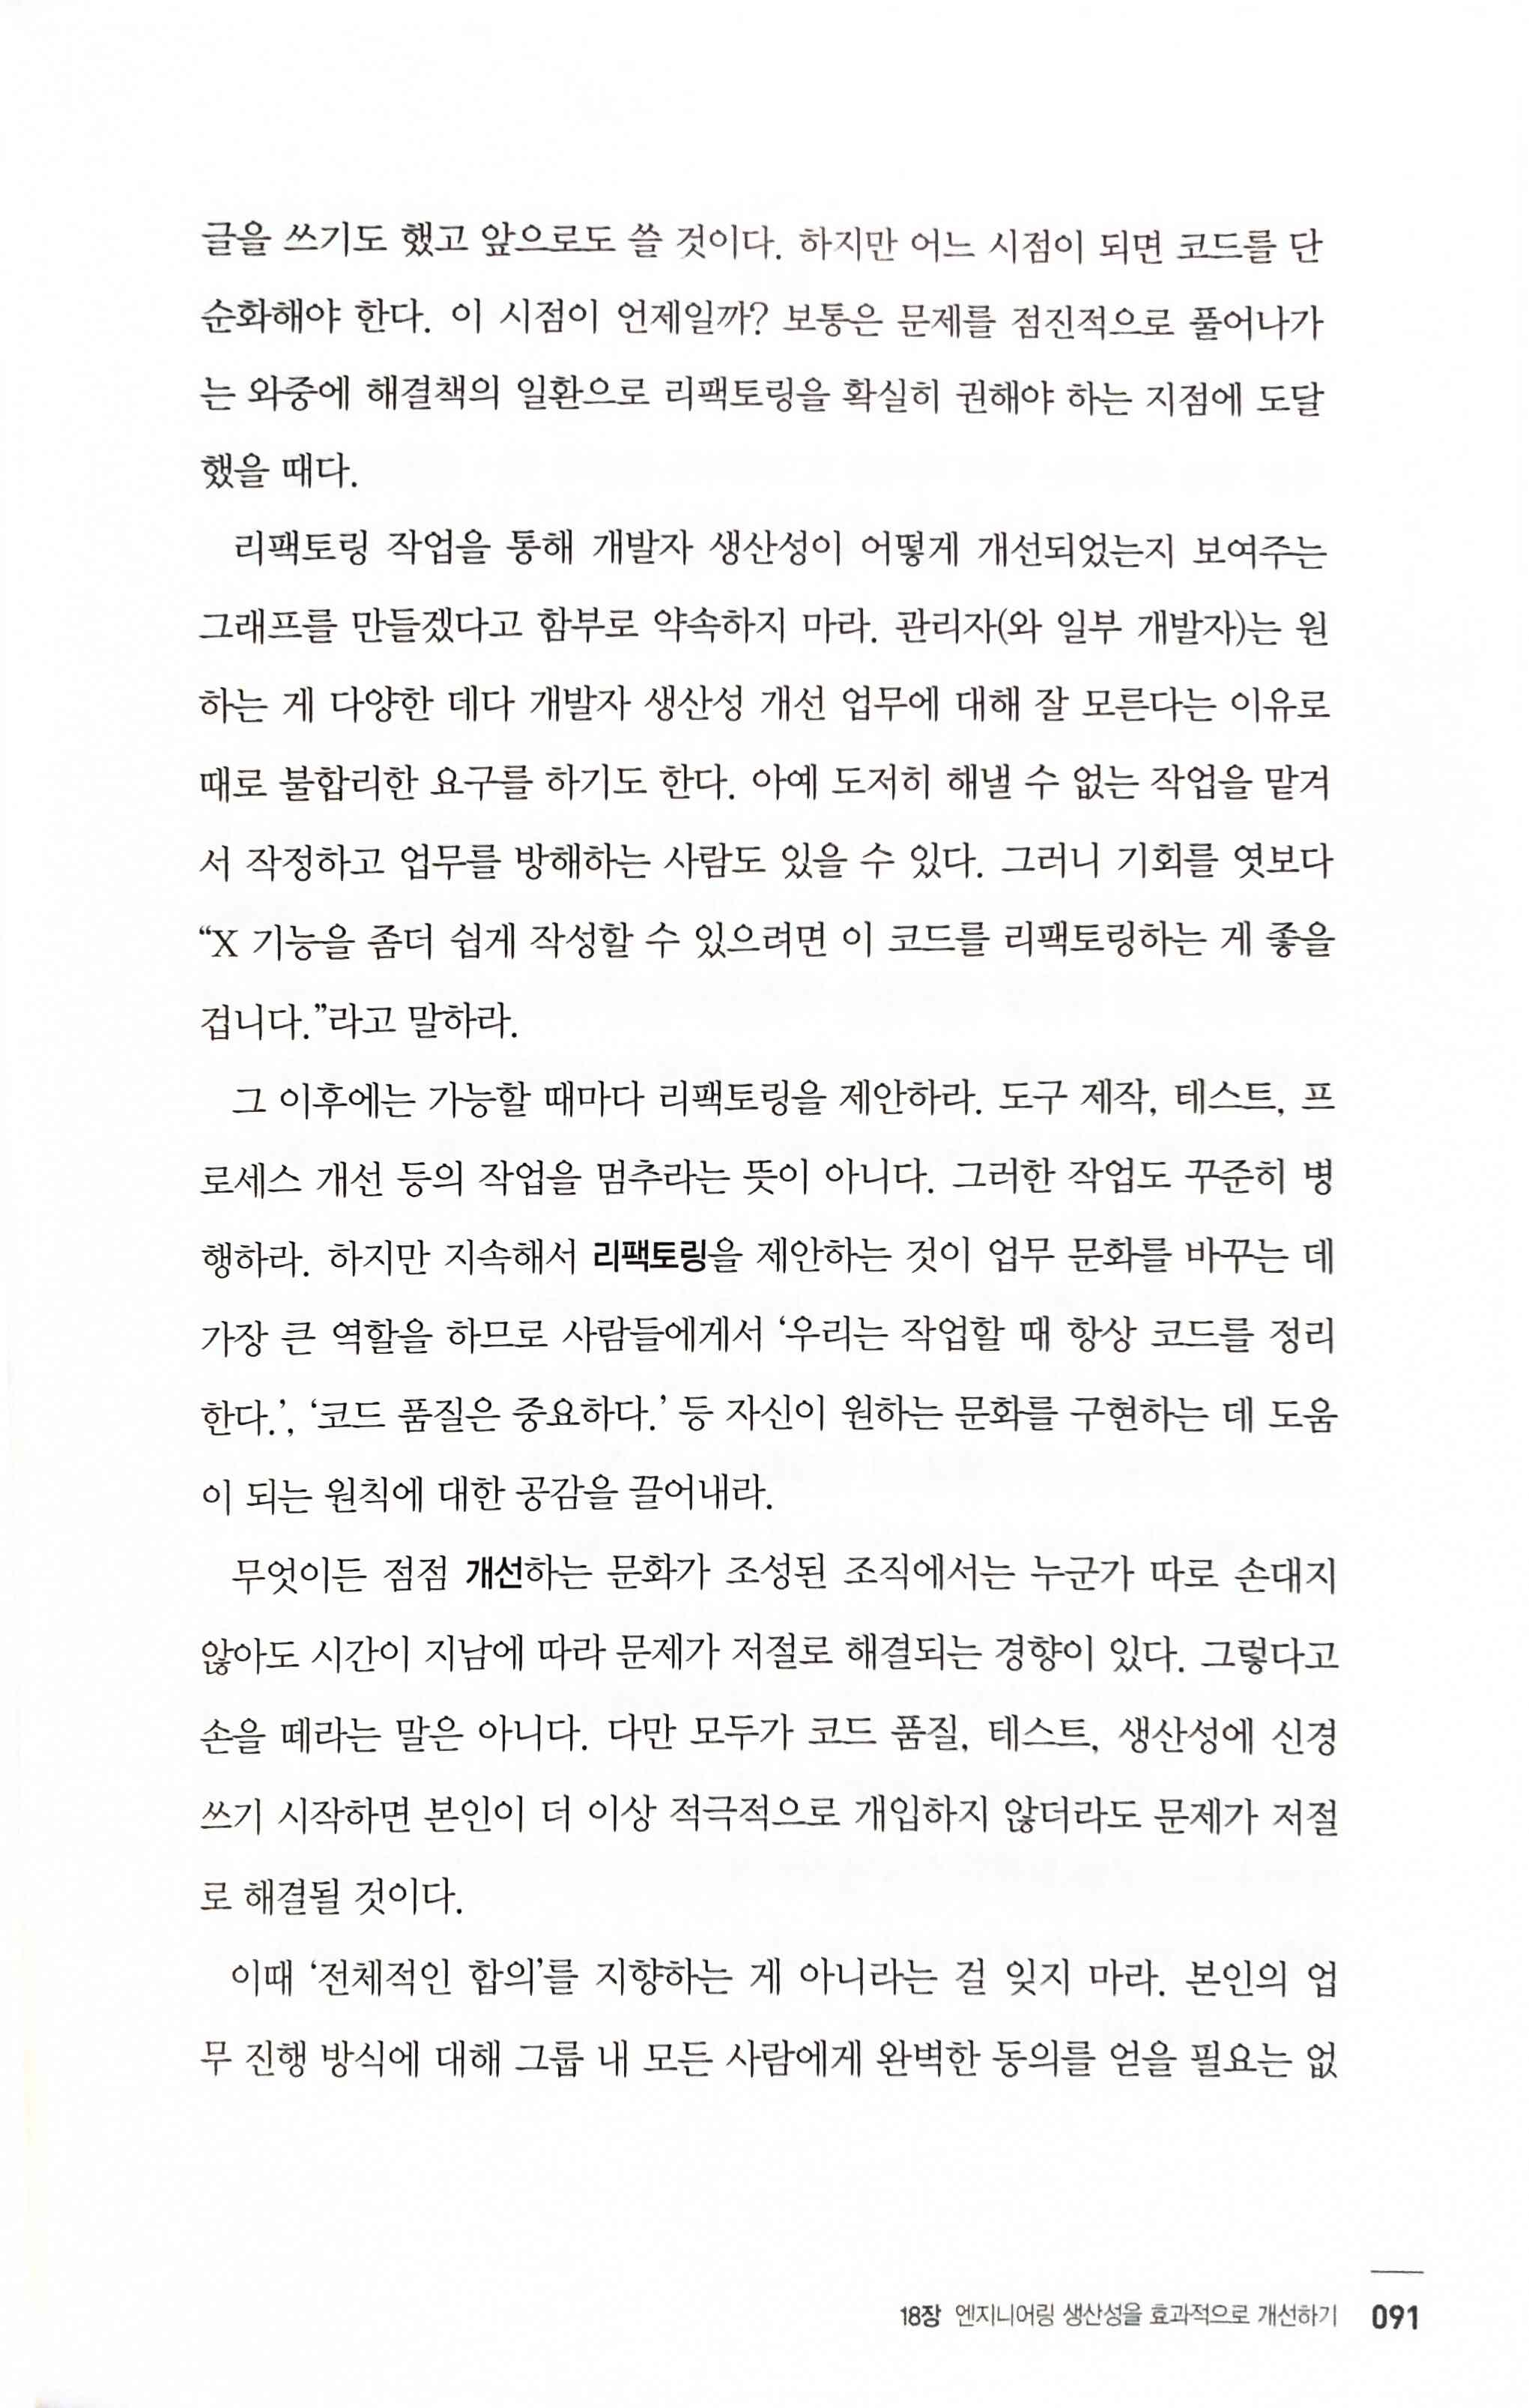 글을 쓰기도 했고 앞으로도 쓸 것이다. 하지만 어느 시점이 되면 코드를 단
순화해야 한다. 이 시점이 언제일까? 보통은 문제를 점진적으로 풀어나가
는 와중에 해결책의 일환으로 리팩토링을 확실히 권해야 하는 지점에 도달
했을 때다.
리팩토링 작업을 통해 개발자 생산성이 어떻게 개선되었는지 보여주는
그래프를 만들겠다고 함부로 약속하지 마라. 관리자(와 일부 개발자)는 원
하는 게 다양한 데다 개발자 생산성 개선 업무에 대해 잘 모른다는 이유로
때로 불합리한 요구를 하기도 한다. 아예 도저히 해낼 수 없는 작업을 맡겨
서 작정하고 업무를 방해하는 사람도 있을 수 있다. 그러니 기회를 엿보다
“X 기능을 좀더 쉽게 작성할 수 있으려면 이 코드를 리팩토링하는 게 좋을
겁니다.”라고 말하라.
그 이후에는 가능할 때마다 리팩토링을 제안하라. 도구 제작, 테스트, 프
로세스 개선 등의 작업을 멈추라는 뜻이 아니다. 그러한 작업도 꾸준히 병
행하라. 하지만 지속해서 리팩토링을 제안하는 것이 업무 문화를 바꾸는 데
가장 큰 역할을 하므로 사람들에게서 ‘우리는 작업할 때 항상 코드를 정리
한다.’, ‘코드 품질은 중요하다.’ 등 자신이 원하는 문화를 구현하는 데 도움
이 되는 원칙에 대한 공감을 끌어내라.
무엇이든 점점 개선하는 문화가 조성된 조직에서는 누군가 따로 손대지
않아도 시간이 지남에 따라 문제가 저절로 해결되는 경향이 있다. 그렇다고
손을 떼라는 말은 아니다. 다만 모두가 코드 품질, 테스트, 생산성에 신경
쓰기 시작하면 본인이 더 이상 적극적으로 개입하지 않더라도 문제가 저절
로 해결될 것이다.
이때 ‘전체적인 합의’를 지향하는 게 아니라는 걸 잊지 마라. 본인의 업
무 진행 방식에 대해 그룹 내 모든 사람에게 완벽한 동의를 얻을 필요는 없
18장 엔지니어링 생산성을 효과적으로 개선하기 091